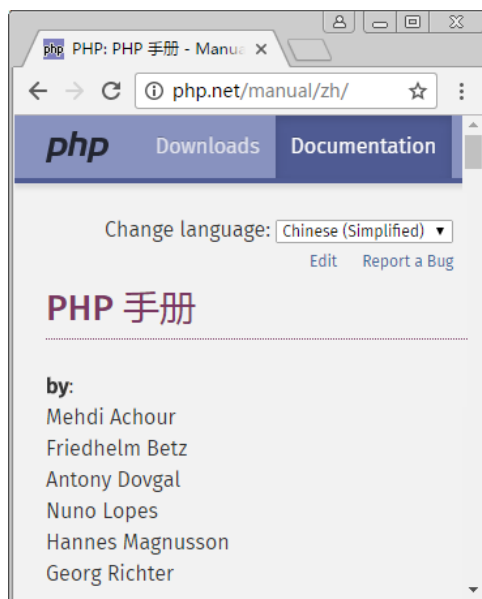 php PHP: PHP 手册 - Manua
php.net/manual/zh/
php Downloads Documentation
Change language: Chinese (Simplified)
Edit Report a Bug
PHP 手册
by:
Mehdi Achour
Friedhelm Betz
Antony Dovgal
Nuno Lopes
Hannes Magnusson
Georg Richter